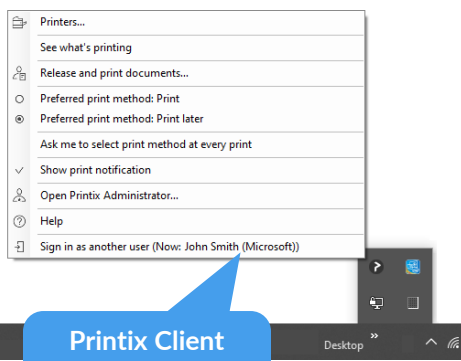 Printers...
See what's printing
Release and print documents...
Preferred print method: Print
Preferred print method: Print later
Ask me to select print method at every print
Show print notification
Open Printix Administrator...
Help
Sign in as another user (Now: John Smith (Microsoft))
Printix Client
Desktop